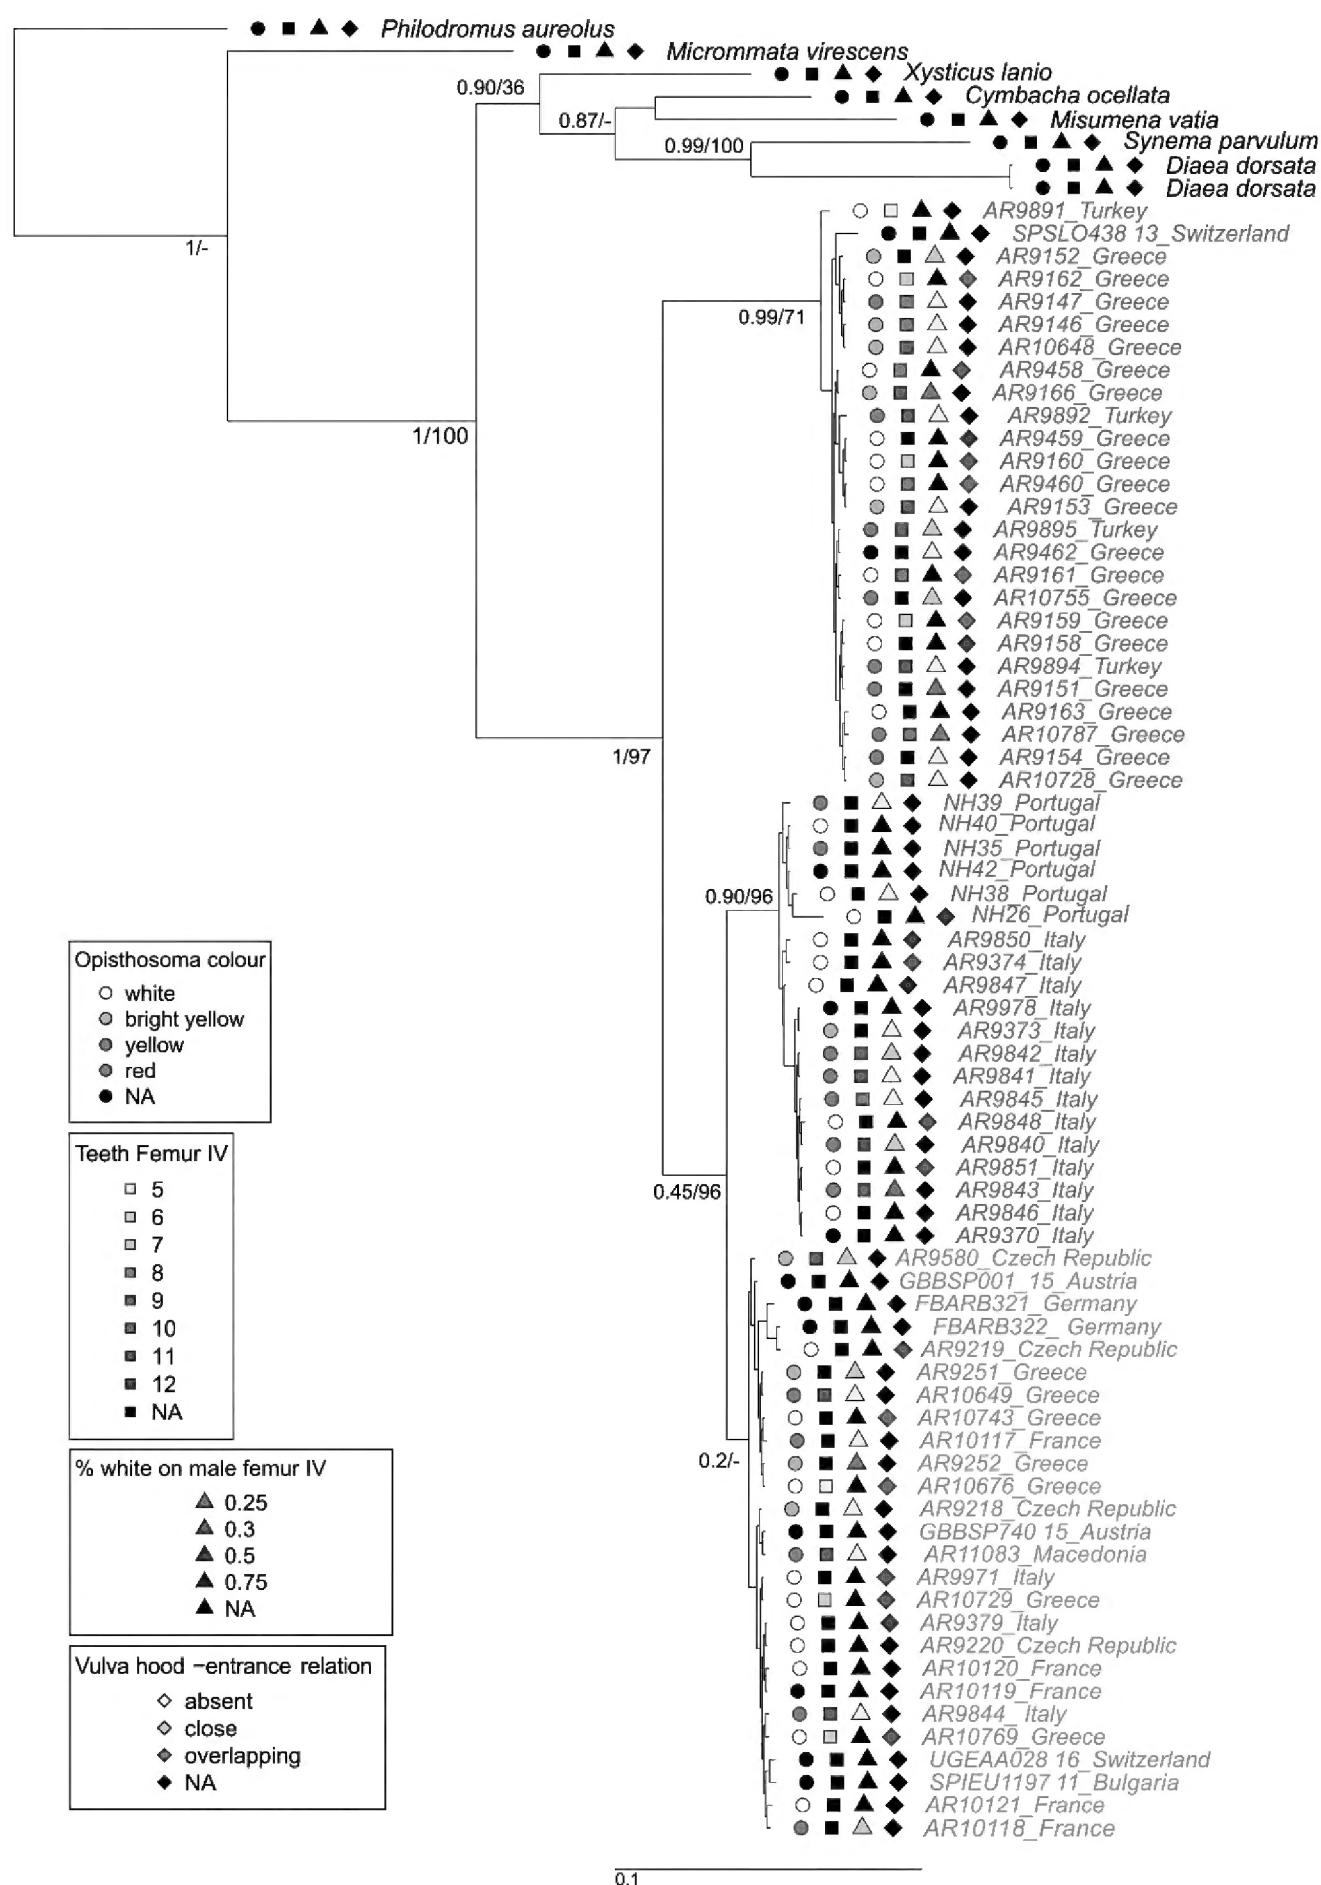 Philodromus aureolus
Micrommata virescens
Xysticus lanio
0.90/36
Cymbacha ocellata
0.87/-
Misumena vatia
Synema parvulum
0.99/100
Diaea dorsata
Diaea dorsata
AR9891_Turkey
SPSLO438 13_Switzerland
1/-
AR9152_Greece
AR9162_Greece
AR9147_Greece
0.99/71
AR9146_Greece
AR10648_Greece
AR9458_Greece
AR9166_Greece
AR9892_Turkey
1/100
AR9459_Greece
AR9160_Greece
AR9460_Greece
AR9153_Greece
AR9895_Turkey
AR9462_Greece
AR9161_Greece
AR10755_Greece
AR9159_Greece
AR9158_Greece
AR9894_Turkey
AR9151_Greece
AR9163_Greece
AR10787_Greece
1/97
AR9154_Greece
AR10728_Greece
NH39_Portugal
NH40_Portugal
NH35_Portugal
NH42_Portugal
0.90/96
NH38_Portugal
NH26_Portugal
AR9850_Italy
AR9374_Italy
AR9847_Italy
AR9978_Italy
AR9373_Italy
AR9842_Italy
AR9841_Italy
AR9845_Italy
AR9848_Italy
AR9840_Italy
AR9851_Italy
0.45/96
AR9843_Italy
AR9846_Italy
AR9370_Italy
AR9580_Czech Republic
GBBSP001_15_Austria
FBARB321_Germany
FBARB322_ Germany
AR9219_Czech Republic
AR9251_Greece
AR10649_Greece
AR10743_Greece
AR10117_France
0.2/-
AR9252_Greece
AR10676_Greece
AR9218_Czech Republic
GBBSP740 15_Austria
AR11083_Macedonia
AR9971_Italy
AR10729_Greece
AR9379_Italy
AR9220_Czech Republic
AR10120_France
AR10119_France
AR9844_ Italy
AR10769_Greece
UGEAA028 16_Switzerland
SPIEU1197 11_Bulgaria
AR10121_France
AR10118_France
0.1
Opisthosoma colour
white
bright yellow
yellow
red
NA
Teeth Femur IV
5
6
7
8
9
10
11
12
NA
% white on male femur IV
0.25
0.3
0.5
0.75
NA
Vulva hood –entrance relation
absent
close
overlapping
NA